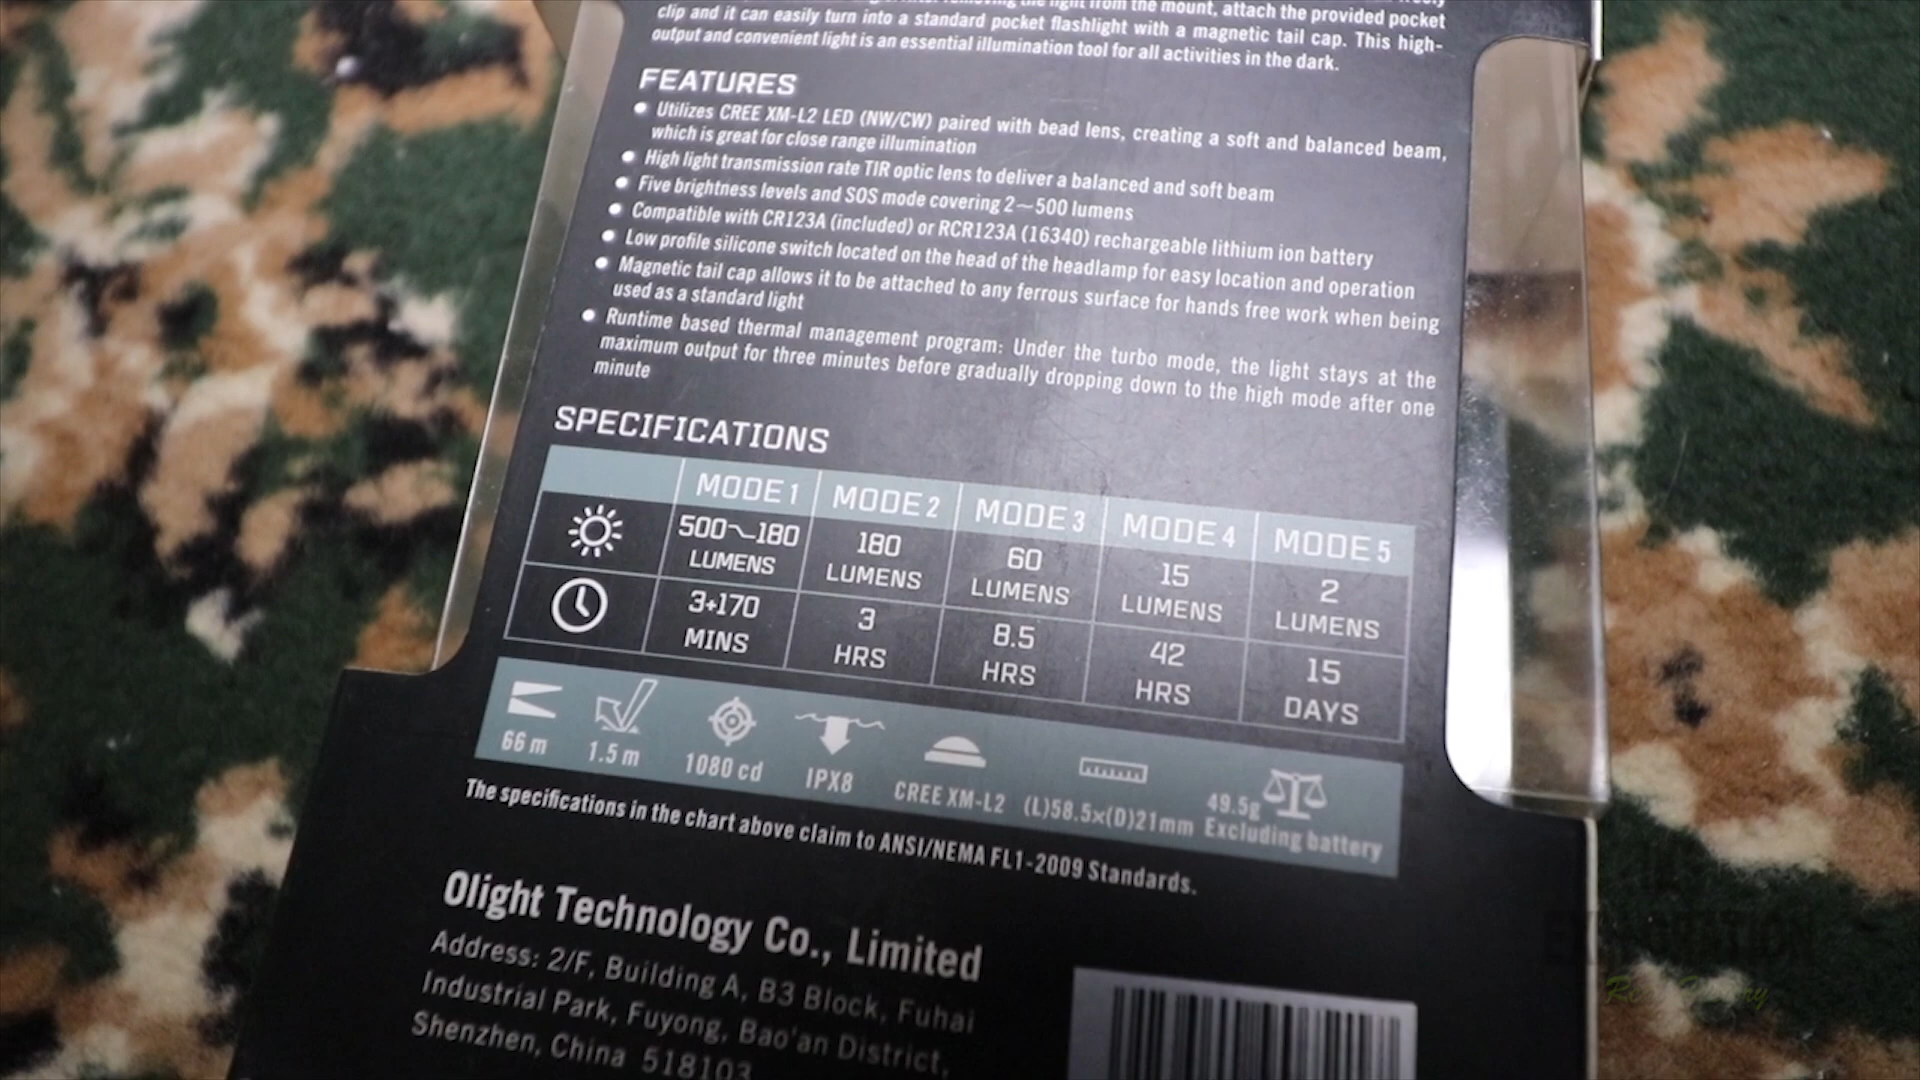 light from the mount, attach the provided pocket
clip and it can easily turn into a standard pocket flashlight with a magnetic tail cap. This high-
output and convenient light is an essential illumination tool for all activities in the dark.
FEATURES
Utilizes CREE XM-L2 LED (NW/CW) paired with bead lens, creating a soft and balanced beam,
which is great for close range illumination
High light transmission rate TIR optic lens to deliver a balanced and soft beam
Five brightness levels and SOS mode covering 2~500 lumens
Compatible with CR123A (included) or RCR123A (16340) rechargeable lithium ion battery
Low profile silicone switch located on the head of the headlamp for easy location and operation
Magnetic tail cap allows it to be attached to any ferrous surface for hands free work when being
used as a standard light
Runtime based thermal management program: Under the turbo mode, the light stays at the
maximum output for three minutes before gradually dropping down to the high mode after one
minute
SPECIFICATIONS
MODE 1 MODE 2 MODE 3 MODE 4 MODE 5
500~180 LUMENS 180 LUMENS 60 LUMENS 15 LUMENS 2 LUMENS
3+170 MINS 3 HRS 8.5 HRS 42 HRS 15 DAYS
66 m 1.5 m 1080 cd IPX8 CREE XM-L2 (L)58.5x(D)21mm 49.5g Excluding battery
The specifications in the chart above claim to ANSI/NEMA FL1-2009 Standards.
Olight Technology Co., Limited
Address: 2/F, Building A, B3 Block, Fuhai
Industrial Park, Fuyong, Bao'an District,
Shenzhen, China 518103